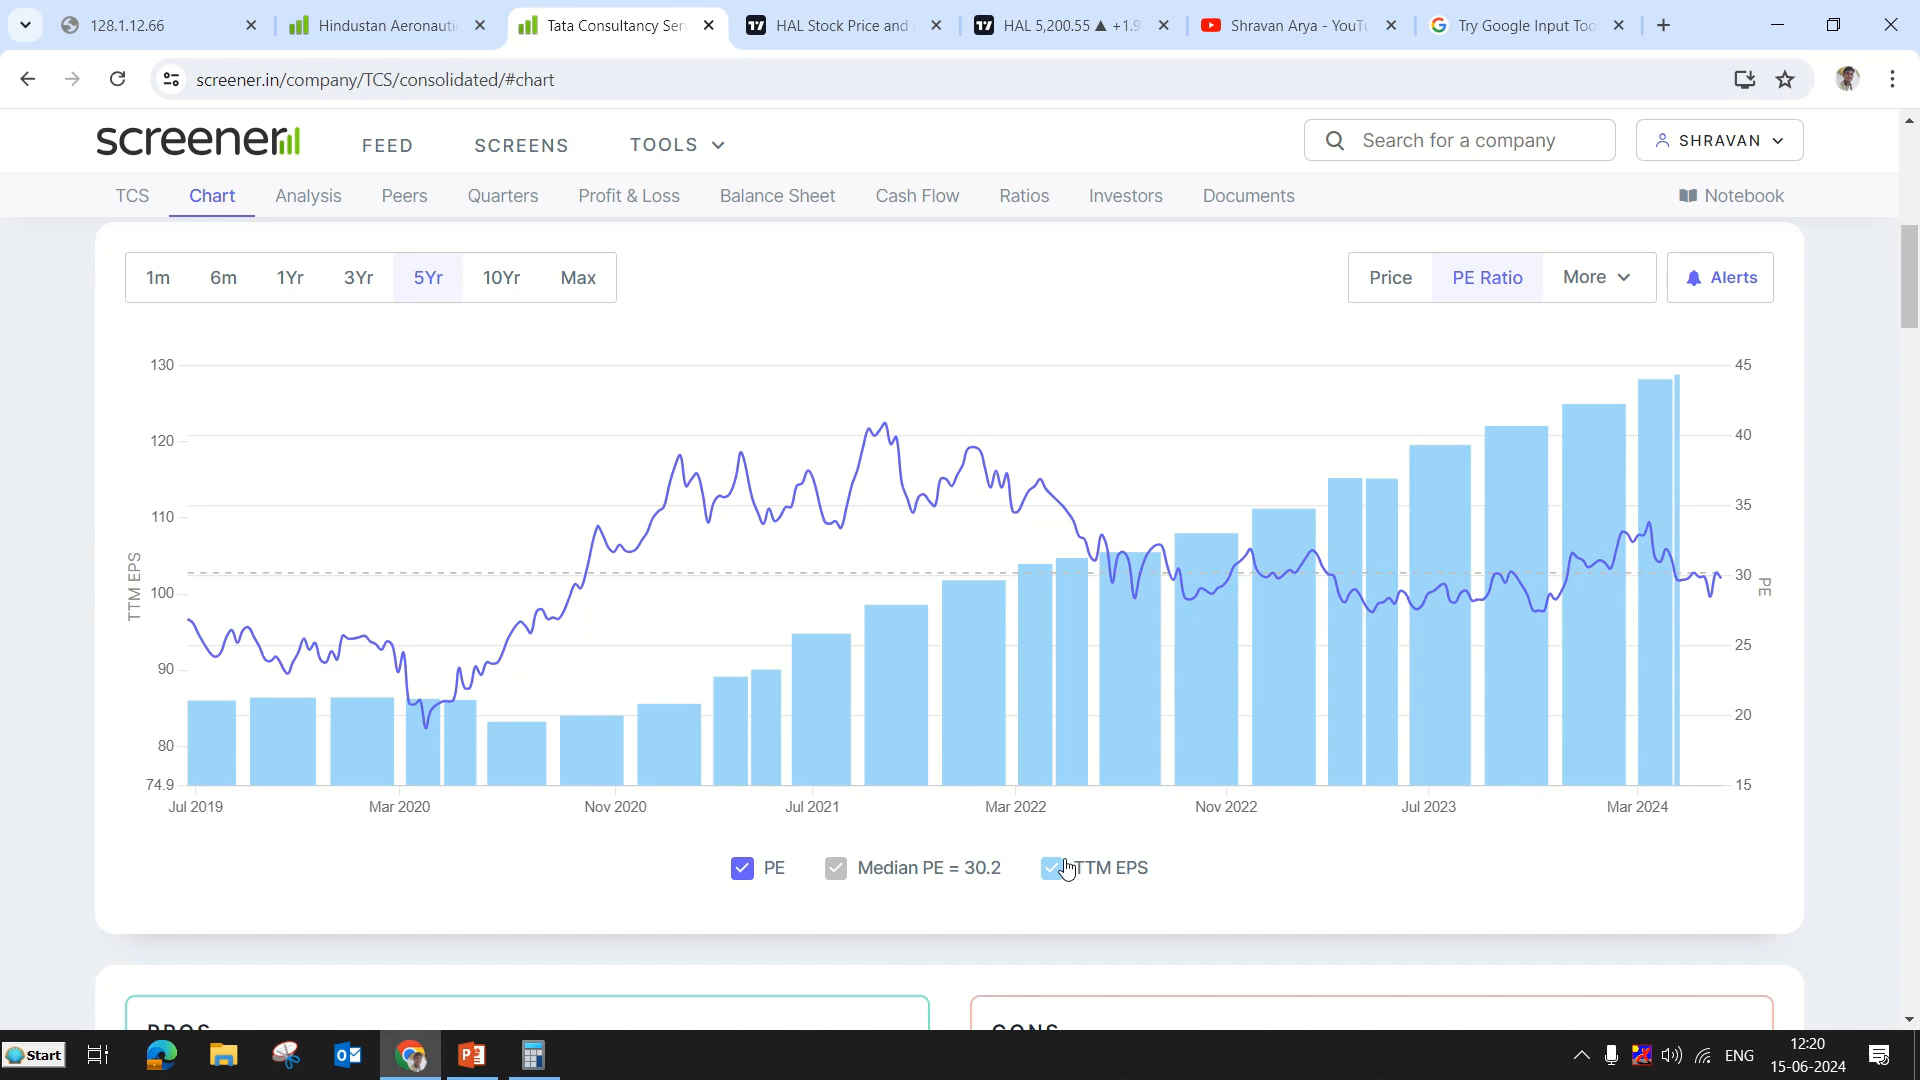 128.1.12.66
Hindustan Aeronauti
Tata Consultancy Ser
HAL Stock Price and
HAL 5,200.55 ▲ +1.9
Shravan Arya - YouTu
Try Google Input Too
screener.in/company/TCS/consolidated/#chart
screener
FEED
SCREENS
TOOLS
Search for a company
SHRAVAN
TCS
Chart
Analysis
Peers
Quarters
Profit & Loss
Balance Sheet
Cash Flow
Ratios
Investors
Documents
Notebook
1m
6m
1Yr
3Yr
5Yr
10Yr
Max
Price
PE Ratio
More
Alerts
130
120
110
100
90
80
74.9
TTM EPS
45
40
35
30
25
20
15
PE
Jul 2019
Mar 2020
Nov 2020
Jul 2021
Mar 2022
Nov 2022
Jul 2023
Mar 2024
PE
Median PE = 30.2
TTM EPS
PROS
CONS
Start
ENG
12:20
15-06-2024